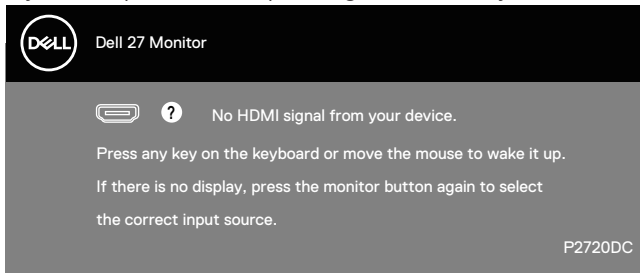 DELL
Dell 27 Monitor
? No HDMI signal from your device.
Press any key on the keyboard or move the mouse to wake it up.
If there is no display, press the monitor button again to select
the correct input source.
P2720DC